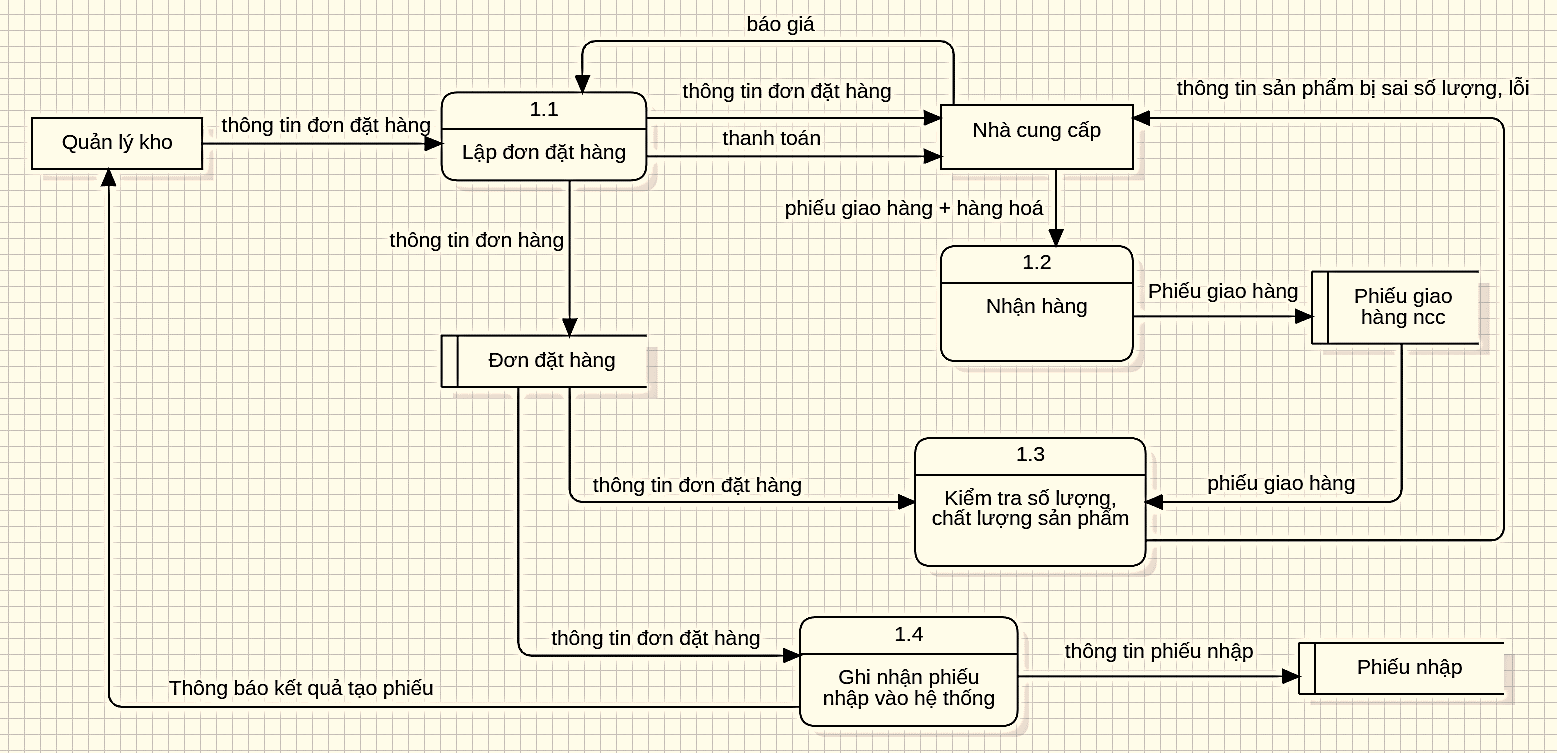 báo giá
thông tin sản phẩm bị sai số lượng, lỗi
thông tin đơn đặt hàng
1.1
thông tin đơn đặt hàng
Nhà cung cấp
Quản lý kho
Lập đơn đặt hàng
thanh toán
phiếu giao hàng + hàng hoá
thông tin đơn hàng
1.2
Nhận hàng
Phiếu giao hàng
Phiếu giao
hàng ncc
Đơn đặt hàng
1.3
Kiểm tra số lượng,
chất lượng sản phẩm
thông tin đơn đặt hàng
phiếu giao hàng
thông tin đơn đặt hàng
1.4
Ghi nhận phiếu
nhập vào hệ thống
thông tin phiếu nhập
Phiếu nhập
Thông báo kết quả tạo phiếu